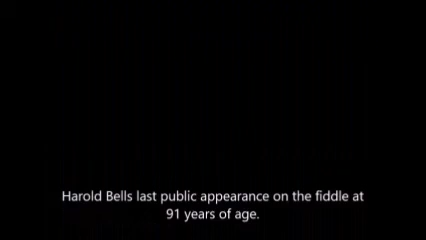 Harold Bells last public appearance on the fiddle at
91 years of age.